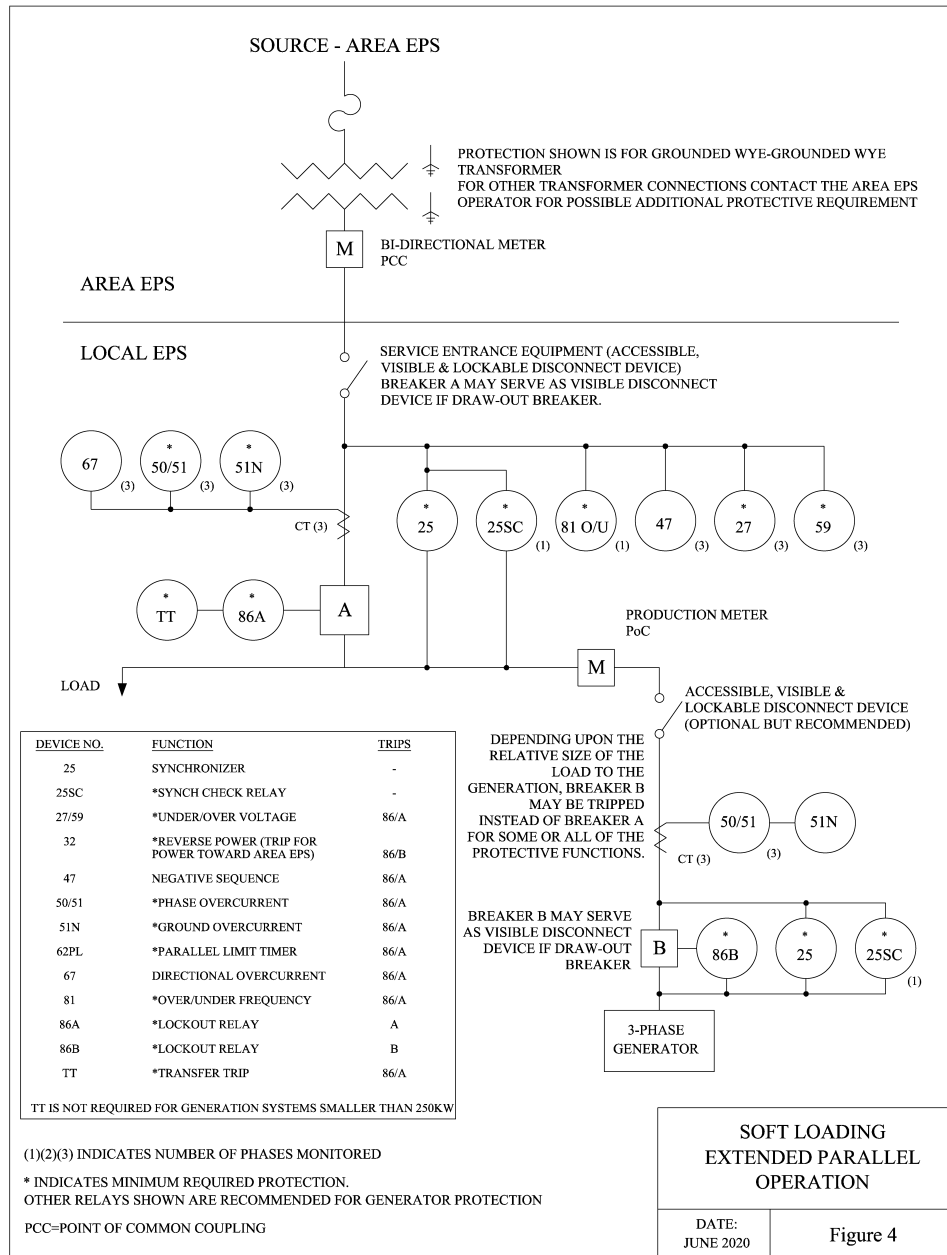 SOURCE - AREA EPS
PROTECTION SHOWN IS FOR GROUNDED WYE-GROUNDED WYE
TRANSFORMER
FOR OTHER TRANSFORMER CONNECTIONS CONTACT THE AREA EPS
OPERATOR FOR POSSIBLE ADDITIONAL PROTECTIVE REQUIREMENT
M
BI-DIRECTIONAL METER
PCC
AREA EPS
LOCAL EPS
SERVICE ENTRANCE EQUIPMENT (ACCESSIBLE,
VISIBLE & LOCKABLE DISCONNECT DEVICE)
BREAKER A MAY SERVE AS VISIBLE DISCONNECT
DEVICE IF DRAW-OUT BREAKER.
67
(3)
*
50/51
(3)
*
51N
(3)
CT (3)
*
25
*
25SC
(1)
*
81 O/U
(1)
47
(3)
*
27
(3)
*
59
(3)
*
TT
*
86A
A
PRODUCTION METER
PoC
M
LOAD
ACCESSIBLE, VISIBLE &
LOCKABLE DISCONNECT DEVICE
(OPTIONAL BUT RECOMMENDED)
DEPENDING UPON THE
RELATIVE SIZE OF THE
LOAD TO THE
GENERATION, BREAKER B
MAY BE TRIPPED
INSTEAD OF BREAKER A
FOR SOME OR ALL OF THE
PROTECTIVE FUNCTIONS.
CT (3)
50/51
(3)
51N
BREAKER B MAY SERVE
AS VISIBLE DISCONNECT
DEVICE IF DRAW-OUT
BREAKER
B
*
86B
*
25
*
25SC
(1)
3-PHASE
GENERATOR
DEVICE NO. FUNCTION TRIPS
25 SYNCHRONIZER -
25SC *SYNCH CHECK RELAY -
27/59 *UNDER/OVER VOLTAGE 86/A
32 *REVERSE POWER (TRIP FOR
POWER TOWARD AREA EPS) 86/B
47 NEGATIVE SEQUENCE 86/A
50/51 *PHASE OVERCURRENT 86/A
51N *GROUND OVERCURRENT 86/A
62PL *PARALLEL LIMIT TIMER 86/A
67 DIRECTIONAL OVERCURRENT 86/A
81 *OVER/UNDER FREQUENCY 86/A
86A *LOCKOUT RELAY A
86B *LOCKOUT RELAY B
TT *TRANSFER TRIP 86/A
TT IS NOT REQUIRED FOR GENERATION SYSTEMS SMALLER THAN 250KW
(1)(2)(3) INDICATES NUMBER OF PHASES MONITORED
* INDICATES MINIMUM REQUIRED PROTECTION.
OTHER RELAYS SHOWN ARE RECOMMENDED FOR GENERATOR PROTECTION
PCC=POINT OF COMMON COUPLING
SOFT LOADING
EXTENDED PARALLEL
OPERATION
DATE:
JUNE 2020
Figure 4